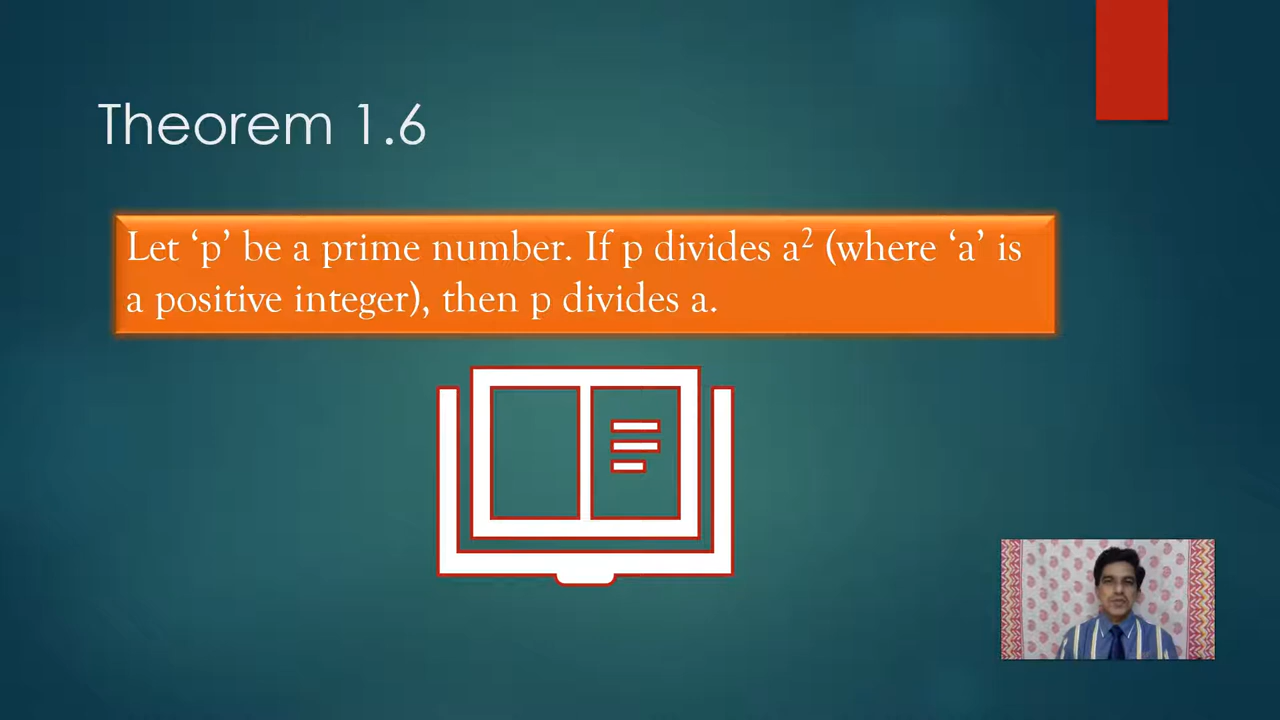 Theorem 1.6
Let ‘p’ be a prime number. If p divides a² (where ‘a’ is
a positive integer), then p divides a.